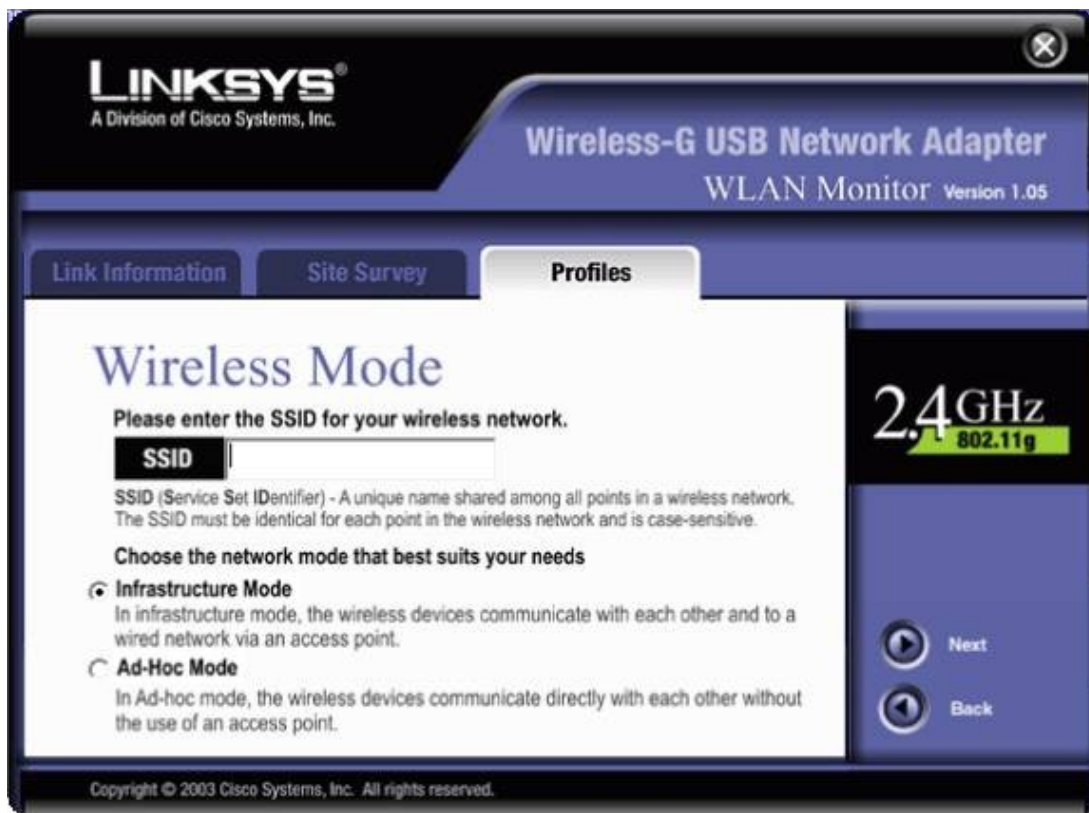 LINKSYS®
A Division of Cisco Systems, Inc.
Wireless-G USB Network Adapter
WLAN Monitor Version 1.05
Link Information Site Survey Profiles
Wireless Mode
Please enter the SSID for your wireless network.
SSID
SSID (Service Set IDentifier) - A unique name shared among all points in a wireless network.
The SSID must be identical for each point in the wireless network and is case-sensitive.
Choose the network mode that best suits your needs
Infrastructure Mode
In infrastructure mode, the wireless devices communicate with each other and to a
wired network via an access point.
Ad-Hoc Mode
In Ad-hoc mode, the wireless devices communicate directly with each other without
the use of an access point.
2.4 GHz
802.11g
Next
Back
Copyright © 2003 Cisco Systems, Inc. All rights reserved.